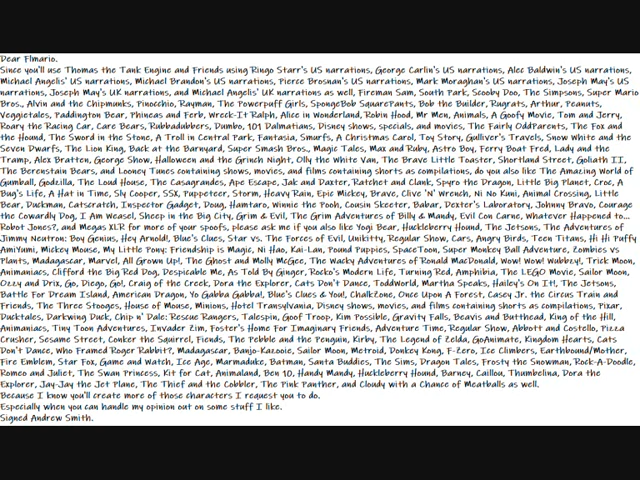 Dear Flmario.
Since you'll use Thomas the Tank Engine and Friends using Ringo Starr's US narrations, George Carlin's US narrations, Alec Baldwin's US narrations,
Michael Angelis' US narrations, Michael Brandon's US narrations, Pierce Brosnan's US narrations, Mark Moraghan's US narrations, Joseph May's US
narrations, Joseph May's UK narrations, and Michael Angelis' UK narrations as well, Fireman Sam, South Park, Scooby Doo, The Simpsons, Super Mario
Bros., Alvin and the Chipmunks, Pinocchio, Rayman, The Powerpuff Girls, SpongeBob SquarePants, Bob the Builder, Rugrats, Arthur, Peanuts,
Veggietales, Paddington Bear, Phineas and Ferb, Wreck-It Ralph, Alice in Wonderland, Robin Hood, Mr Men, Animals, A Goofy Movie, Tom and Jerry,
Roary the Racing Car, Care Bears, Rubbadubbers, Dumbo, 101 Dalmatians, Disney shows, specials, and movies, The Fairly OddParents, The Fox and
the Hound, The Sword in the Stone, A Troll in Central Park, Fantasia, Smurfs, A Christmas Carol, Toy Story, Gulliver's Travels, Snow White and the
Seven Dwarfs, The Lion King, Back at the Barnyard, Super Smash Bros., Magic Tales, Max and Ruby, Astro Boy, Ferry Boat Fred, Lady and the
Tramp, Alex Bratten, George Show, Halloween and the Grinch Night, Olly the White Van, The Brave Little Toaster, Shortland Street, Goliath II,
The Berenstain Bears, and Looney Tunes containing shows, movies, and films containing shorts as compilations, do you also like The Amazing World of
Gumball, Godzilla, The Loud House, The Casagrandes, Ape Escape, Jak and Daxter, Ratchet and Clank, Spyro the Dragon, Little Big Planet, Croc, A
Bug's Life, A Hat in Time, Sly Cooper, SSX, Puppeteer, Storm, Heavy Rain, Epic Mickey, Brave, Clive 'N' Wrench, Ni No Kuni, Animal Crossing, Little
Bear, Duckman, Catscratch, Inspector Gadget, Doug, Hamtaro, Winnie the Pooh, Cousin Skeeter, Babar, Dexter's Laboratory, Johnny Bravo, Courage
the Cowardly Dog, I Am Weasel, Sheep in the Big City, Grim & Evil, The Grim Adventures of Billy & Mandy, Evil Con Carne, Whatever Happened to...
Robot Jones?, and Megas XLR for more of your spoofs, please ask me if you also like Yogi Bear, Huckleberry Hound, The Jetsons, The Adventures of
Jimmy Neutron: Boy Genius, Hey Arnold!, Blue's Clues, Star vs. The Forces of Evil, Unikitty, Regular Show, Cars, Angry Birds, Teen Titans, Hi Hi Puffy
AmiYumi, Mickey Mouse, My Little Pony: Friendship is Magic, Ni Hao, Kai-Lan, Pound Puppies, SpaceToon, Super Monkey Ball Adventure, Zombies vs
Plants, Madagascar, Marvel, All Grown Up!, The Ghost and Molly McGee, The Wacky Adventures of Ronald MacDonald, Wow! Wow! Wubbzy!, Trick Moon,
Animaniacs, Clifford the Big Red Dog, Despicable Me, As Told By Ginger, Rocko's Modern Life, Turning Red, Amphibia, The LEGO Movie, Sailor Moon,
Ozzy and Drix, Go, Diego, Go!, Craig of the Creek, Dora the Explorer, Cats Don't Dance, ToddWorld, Martha Speaks, Hailey's On It!, The Jetsons,
Battle For Dream Island, American Dragon, Yo Gabba Gabba!, Blue's Clues & You!, ChalkZone, Once Upon A Forest, Casey Jr. the Circus Train and
Friends, The Three Stooges, House of Mouse, Minions, Hotel Transylvania, Disney shows, movies, and films containing shorts as compilations, Pixar,
Ducktales, Darkwing Duck, Chip n' Dale: Rescue Rangers, Talespin, Goof Troop, Kim Possible, Gravity Falls, Beavis and Butthead, King of the Hill,
Animaniacs, Tiny Toon Adventures, Invader Zim, Foster's Home For Imaginary Friends, Adventure Time, Regular Show, Abbott and Costello, Pizza
Crusher, Sesame Street, Conker the Squirrel, Fiends, The Pebble and the Penguin, Kirby, The Legend of Zelda, GoAnimate, Kingdom Hearts, Cats
Don't Dance, Who Framed Roger Rabbit?, Madagascar, Banjo-Kazooie, Sailor Moon, Metroid, Donkey Kong, F-Zero, Ice Climbers, Earthbound/Mother,
Fire Emblem, Star Fox, Game and Watch, Ice Age, Marmaduke, Batman, Santa Buddies, The Sims, Dragon Tales, Frosty the Snowman, Rock-A-Doodle,
Romeo and Juliet, The Swan Princess, Kit for Cat, Animaland, Ben 10, Handy Mandy, Huckleberry Hound, Barney, Caillou, Thumbelina, Dora the
Explorer, Jay-Jay the Jet Plane, The Thief and the Cobbler, The Pink Panther, and Cloudy with a Chance of Meatballs as well.
Because I know you'll create more of those characters I request you to do.
Especially when you can handle my opinion out on some stuff I like.
Signed Andrew Smith.